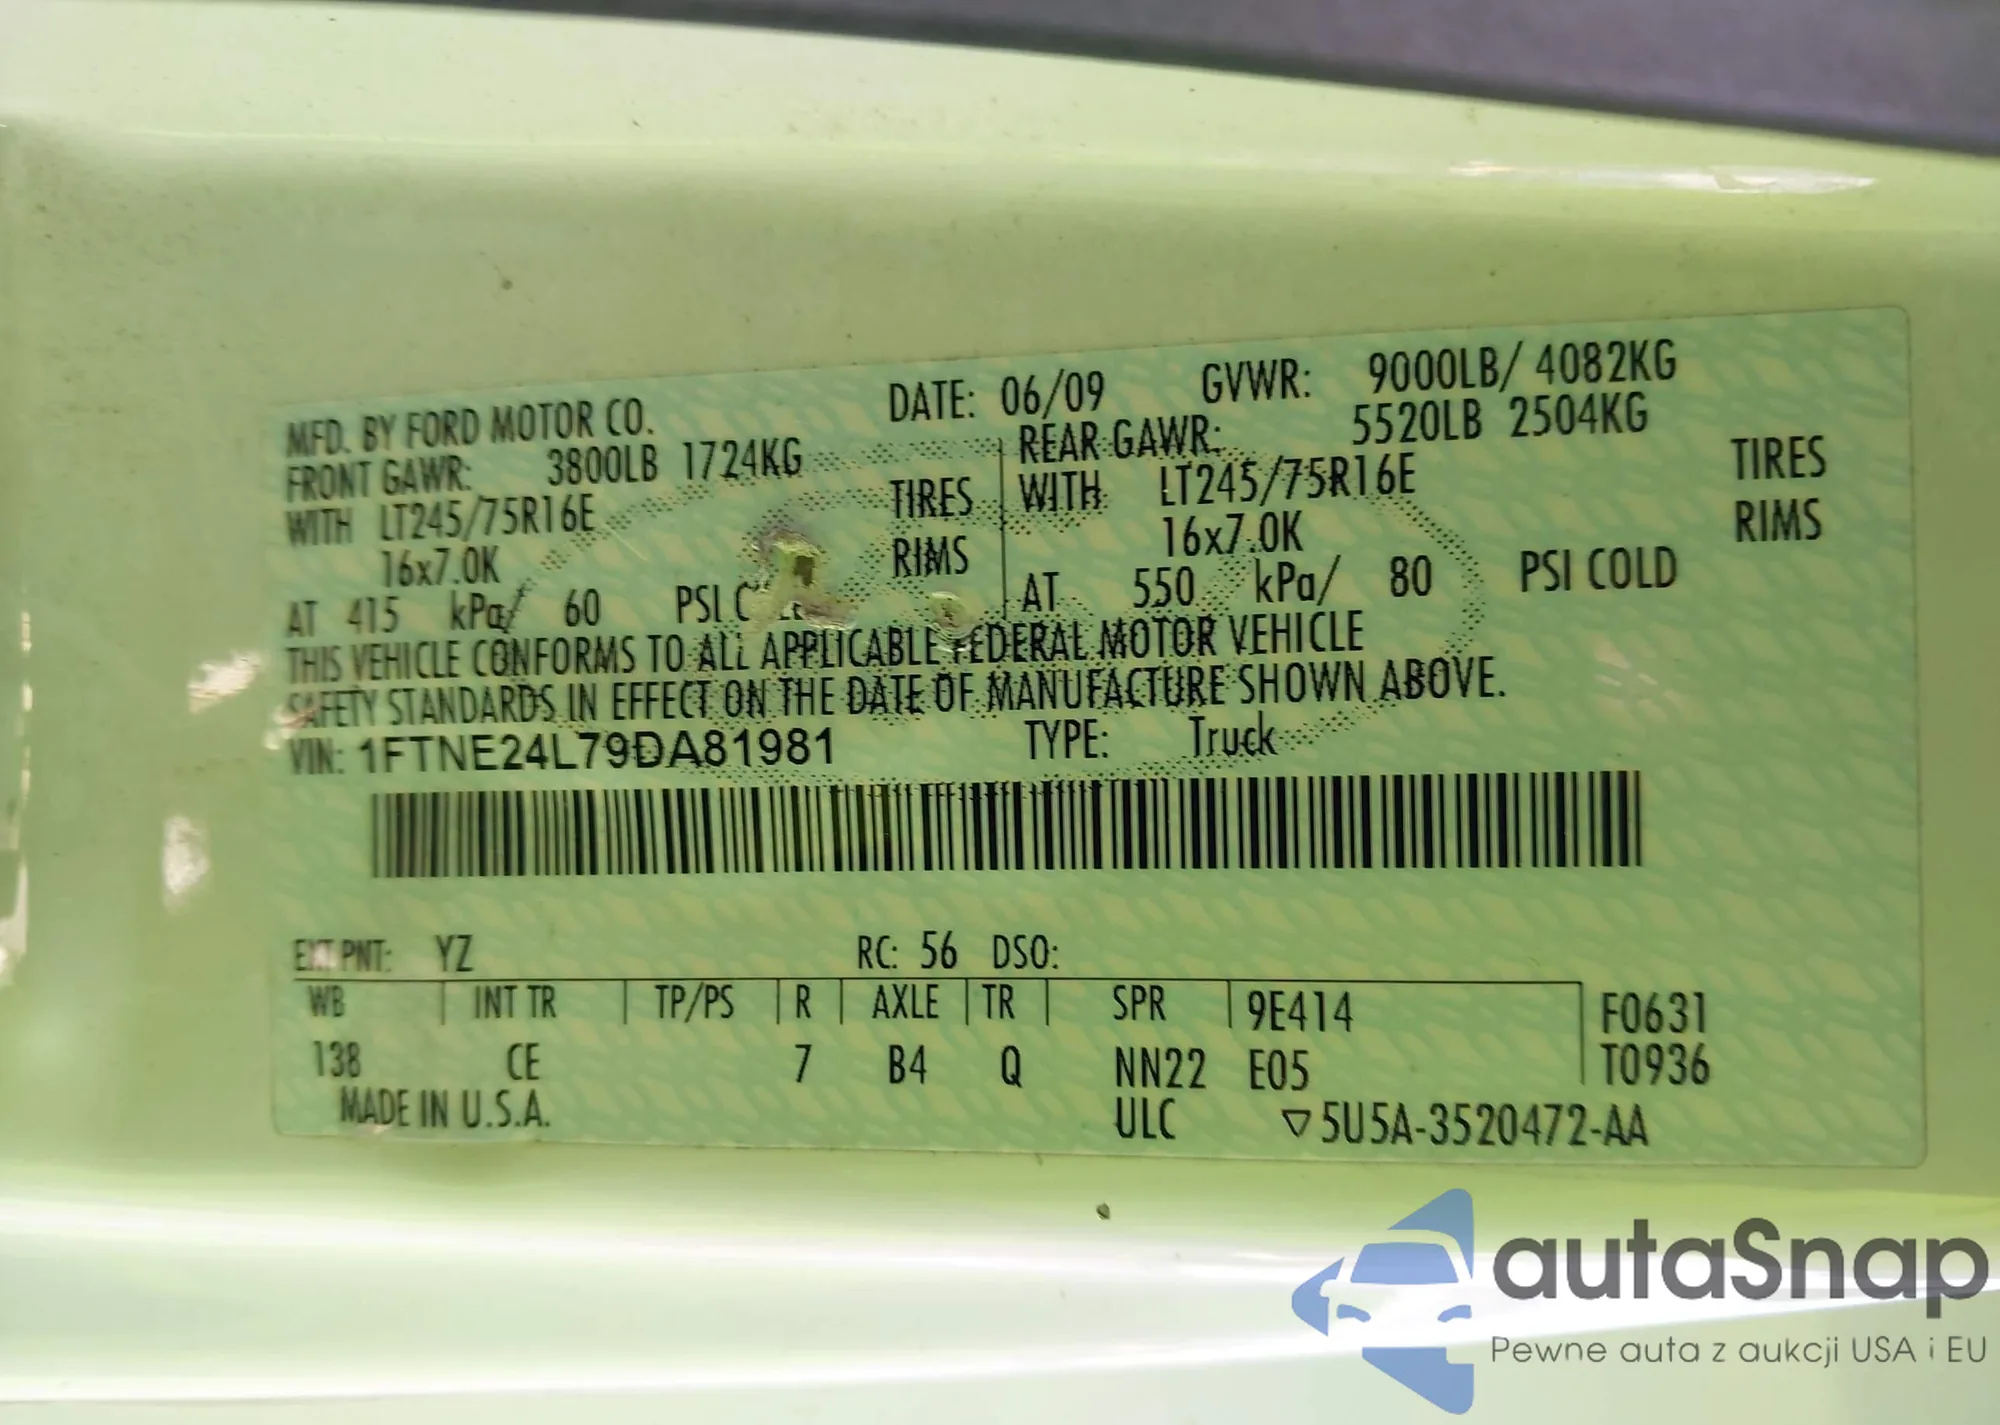 MFD. BY FORD MOTOR CO. DATE: 06/09 GVWR: 9000LB/ 4082KG
FRONT GAWR: 3800LB 1724KG REAR GAWR: 5520LB 2504KG
WITH LT245/75R16E TIRES WITH LT245/75R16E TIRES
16x7.0K RIMS 16x7.0K RIMS
AT 415 kPa/ 60 PSI AT 550 kPa/ 80 PSI COLD
THIS VEHICLE CONFORMS TO ALL APPLICABLE FEDERAL MOTOR VEHICLE
SAFETY STANDARDS IN EFFECT ON THE DATE OF MANUFACTURE SHOWN ABOVE.
VIN: 1FTNE24L79DA81981 TYPE: Truck
EXT PNT: YZ RC: 56 DSO:
WB INT TR TP/PS R AXLE TR SPR 9E414 F0631
138 CE 7 B4 Q NN22 E05 T0936
MADE IN U.S.A. ULC ▽5U5A-3520472-AA
autaSnap
Pewne auta z aukcji USA i EU